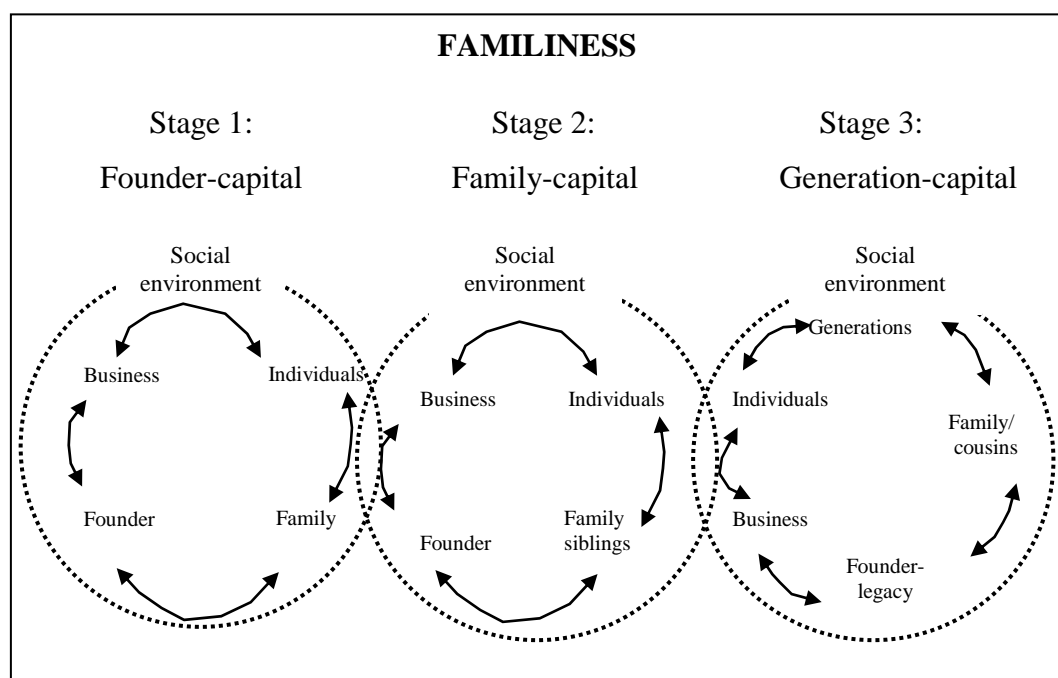 FAMILINESS
Stage 1:
Founder-capital
Stage 2:
Family-capital
Stage 3:
Generation-capital
Social
environment
Business
Individuals
Founder
Family
Social
environment
Business
Individuals
Founder
Family
siblings
Social
environment
Generations
Individuals
Family/
cousins
Business
Founder-
legacy